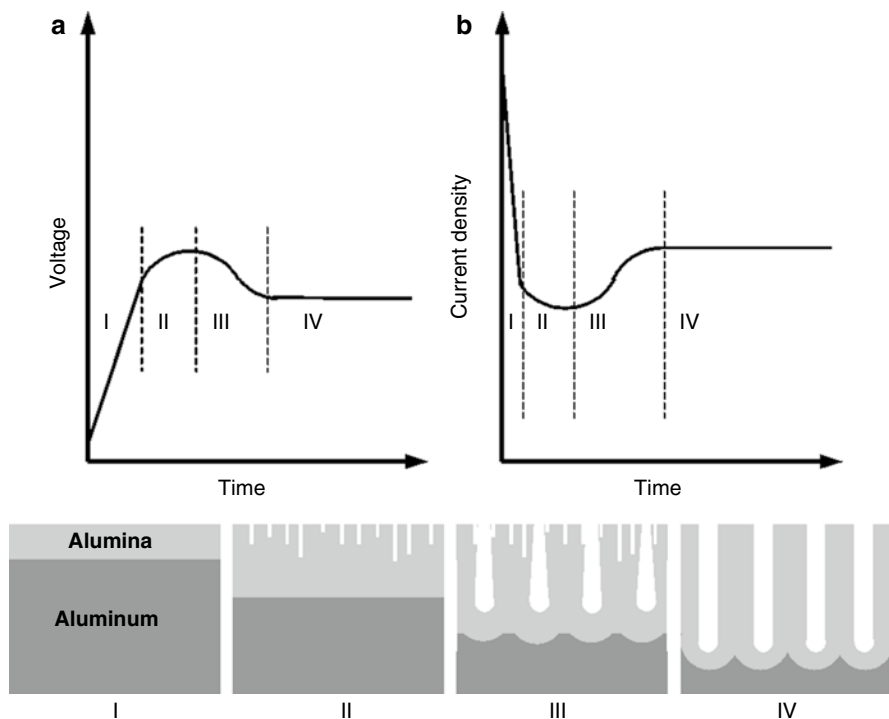 a
Voltage
I
II
III
IV
Time
b
Current density
I
II
III
IV
Time
Alumina
Aluminum
I
II
III
IV